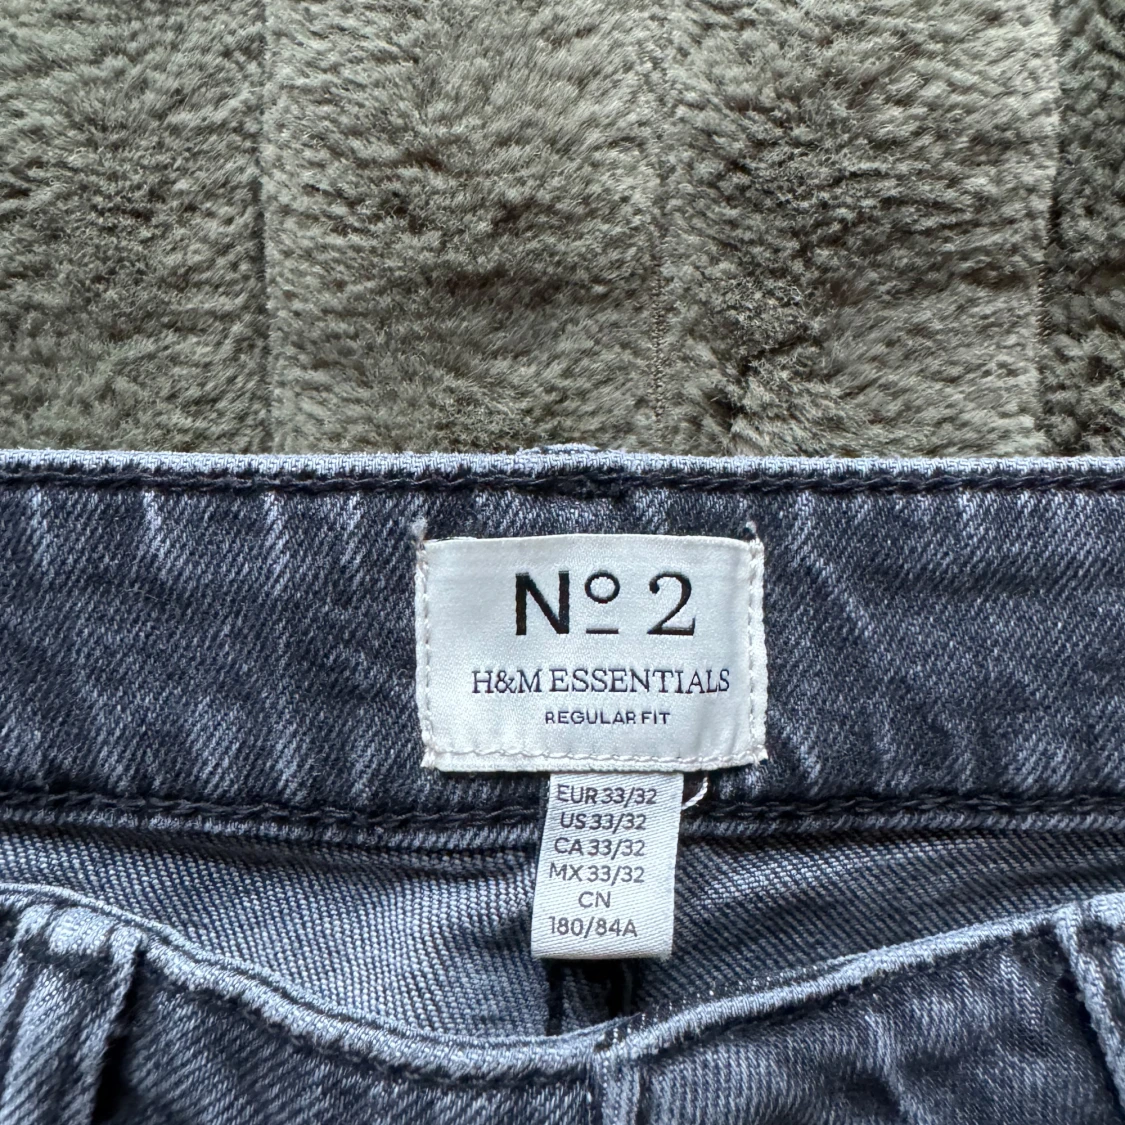 Nº 2
H&M ESSENTIALS
REGULAR FIT
EUR 33/32
US 33/32
CA 33/32
MX 33/32
CN
180/84A